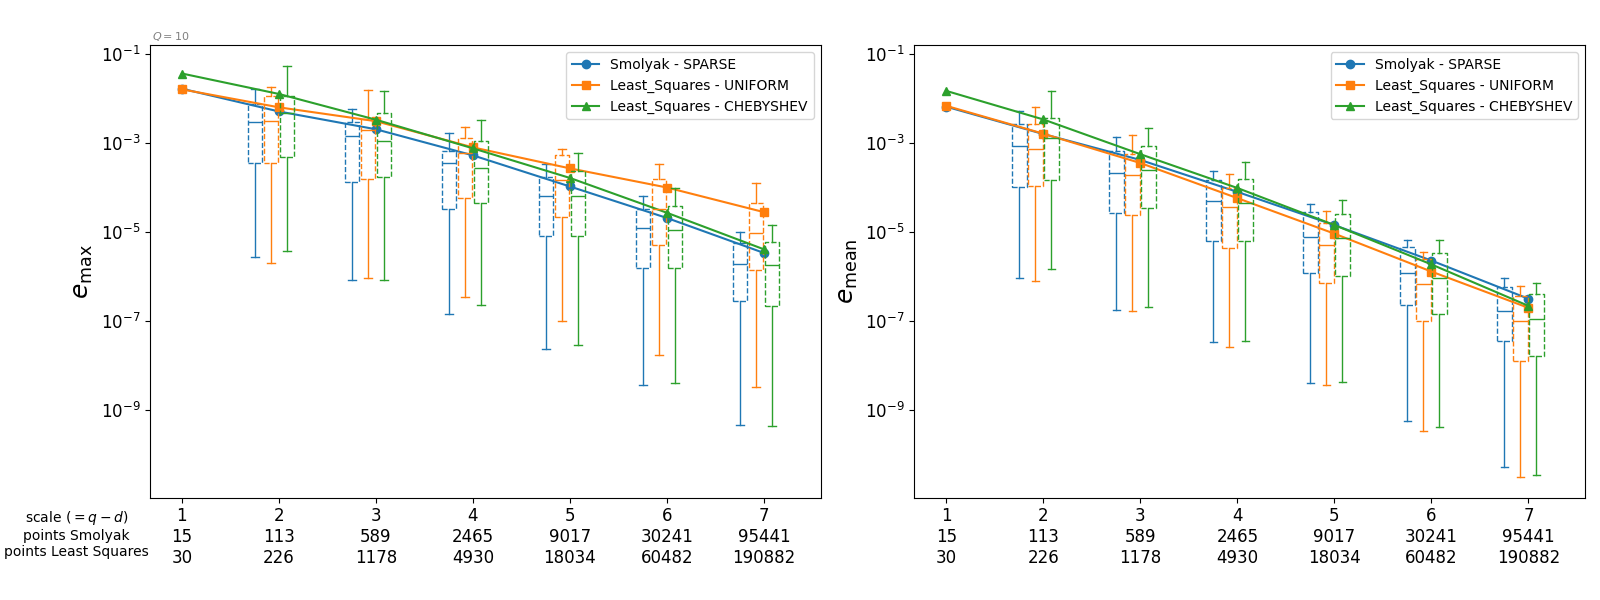 Q = 10
10⁻¹
10⁻³
10⁻⁵
10⁻⁷
10⁻⁹
e_max
Smolyak - SPARSE
Least_Squares - UNIFORM
Least_Squares - CHEBYSHEV
10⁻¹
10⁻³
10⁻⁵
10⁻⁷
10⁻⁹
e_mean
Smolyak - SPARSE
Least_Squares - UNIFORM
Least_Squares - CHEBYSHEV
scale (= q − d) 1 2 3 4 5 6 7 1 2 3 4 5 6 7
points Smolyak 15 113 589 2465 9017 30241 95441 15 113 589 2465 9017 30241 95441
points Least Squares 30 226 1178 4930 18034 60482 190882 30 226 1178 4930 18034 60482 190882